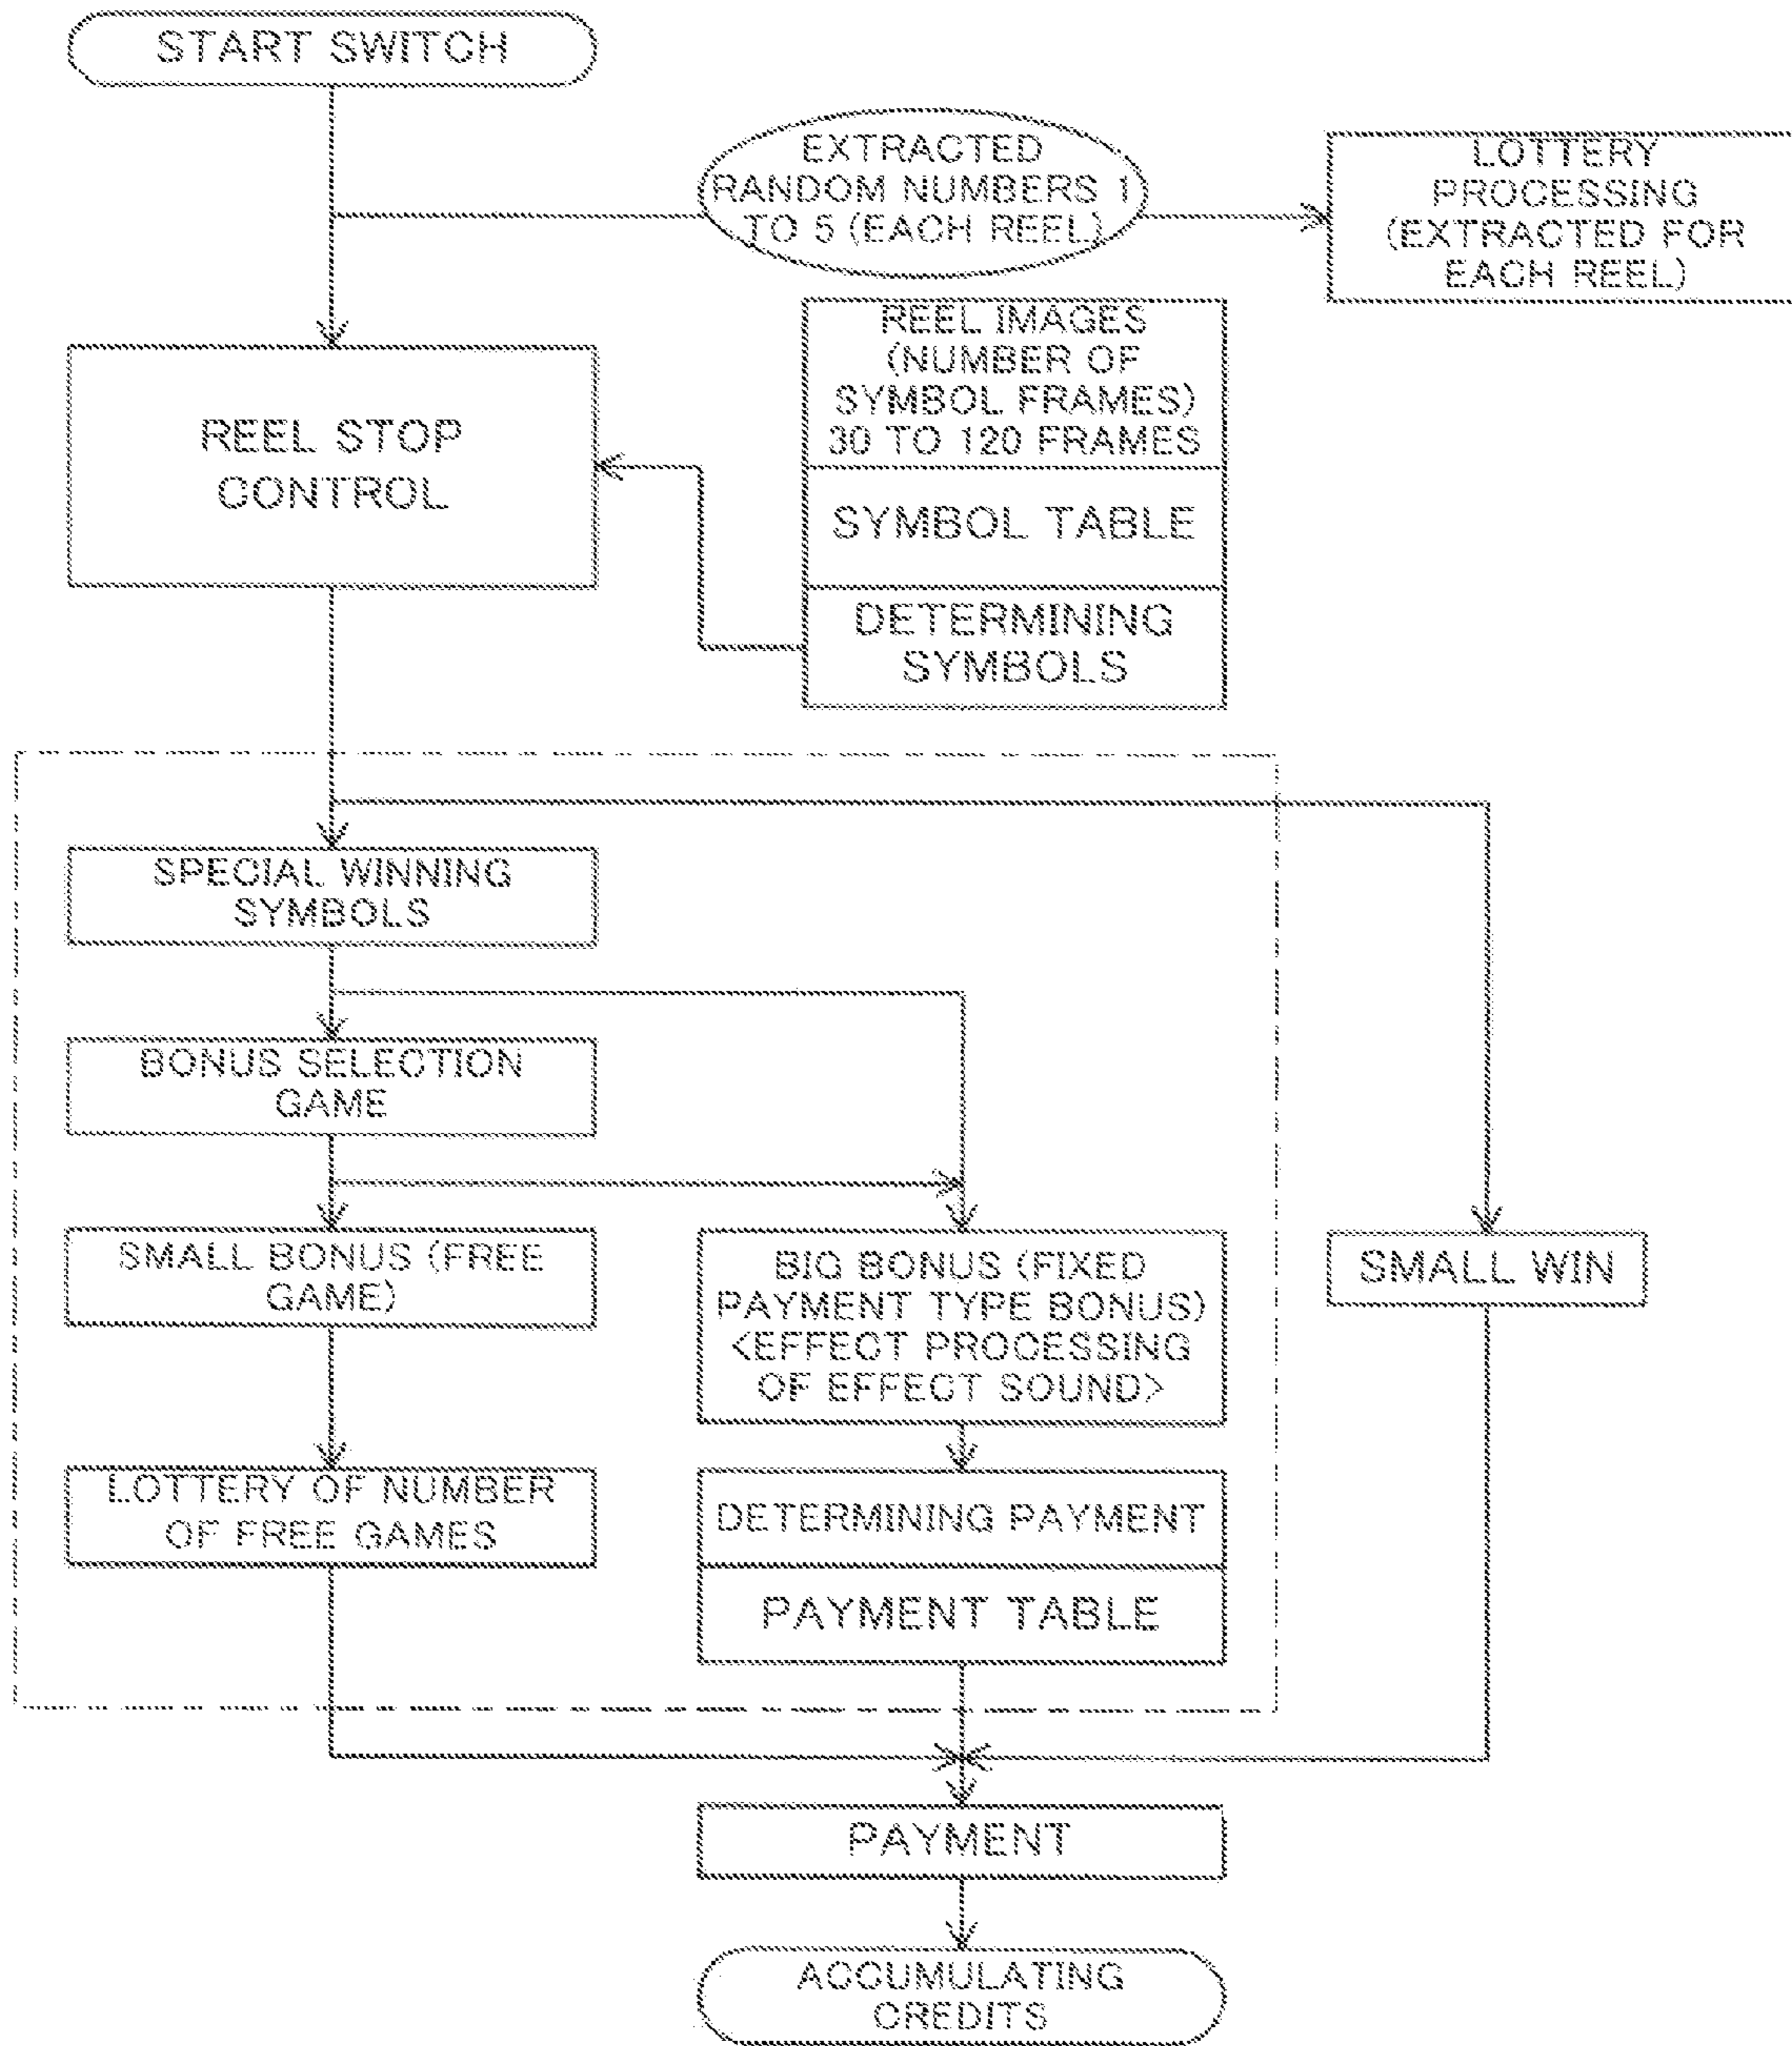 START SWITCH
EXTRACTED
RANDOM NUMBERS 1
TO 5 (EACH REEL)
LOTTERY
PROCESSING
(EXTRACTED FOR
EACH REEL)
REEL STOP
CONTROL
REEL IMAGES
(NUMBER OF
SYMBOL FRAMES)
30 TO 120 FRAMES
SYMBOL TABLE
DETERMINING
SYMBOLS
SPECIAL WINNING
SYMBOLS
BONUS SELECTION
GAME
SMALL BONUS (FREE
GAME)
BIG BONUS (FIXED
PAYMENT TYPE BONUS)
<EFFECT PROCESSING
OF EFFECT SOUND>
SMALL WIN
LOTTERY OF NUMBER
OF FREE GAMES
DETERMINING PAYMENT
PAYMENT TABLE
PAYMENT
ACCUMULATING
CREDITS